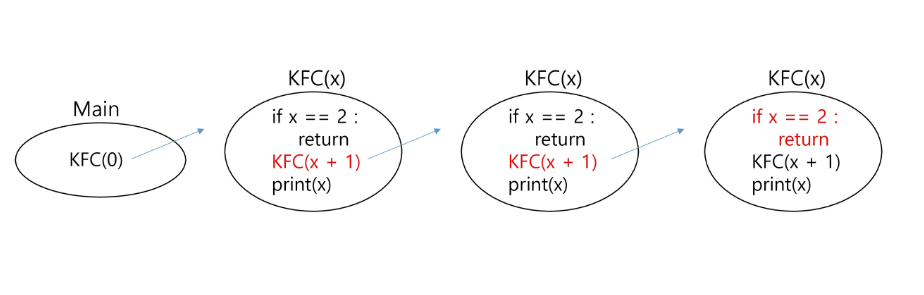 Main
KFC(0)
KFC(x)
if x == 2 :
return
KFC(x + 1)
print(x)
KFC(x)
if x == 2 :
return
KFC(x + 1)
print(x)
KFC(x)
if x == 2 :
return
KFC(x + 1)
print(x)